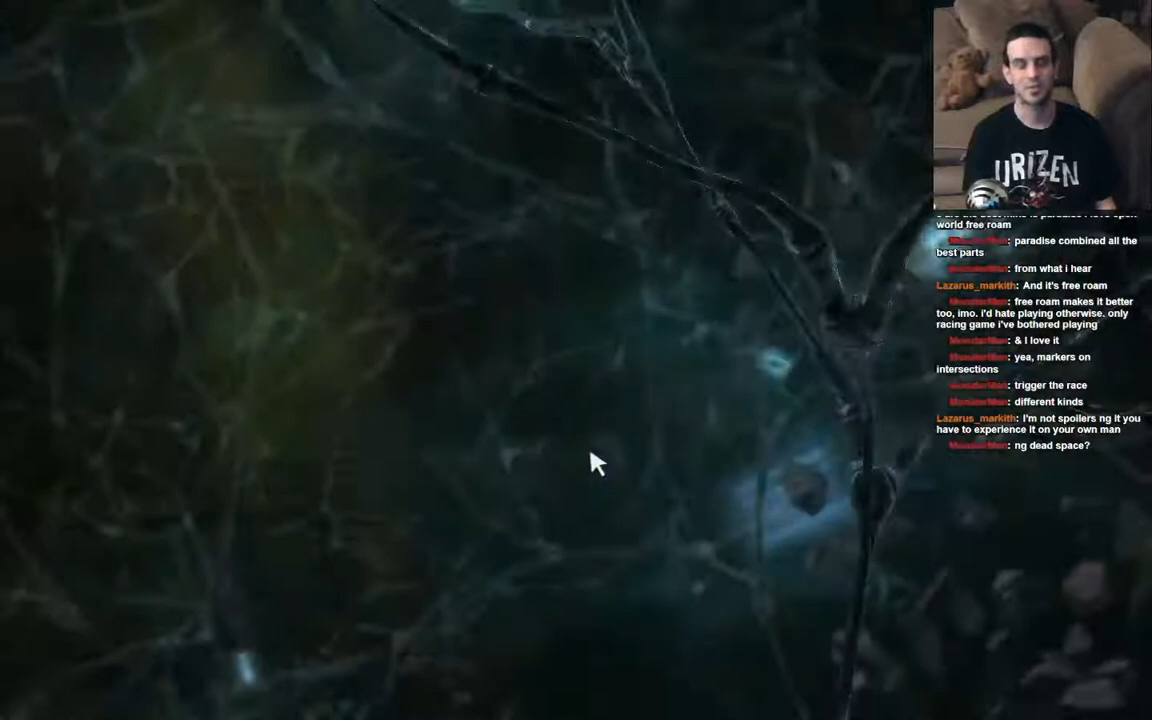 URIZEN
world free roam
: paradise combined all the
best parts
: from what i hear
Lazarus_markith: And it's free roam
: free roam makes it better
too, imo. i'd hate playing otherwise. only
racing game i've bothered playing
: & I love it
: yea, markers on
intersections
: trigger the race
: different kinds
Lazarus_markith: I'm not spoilers ng it you
have to experience it on your own man
: ng dead space?